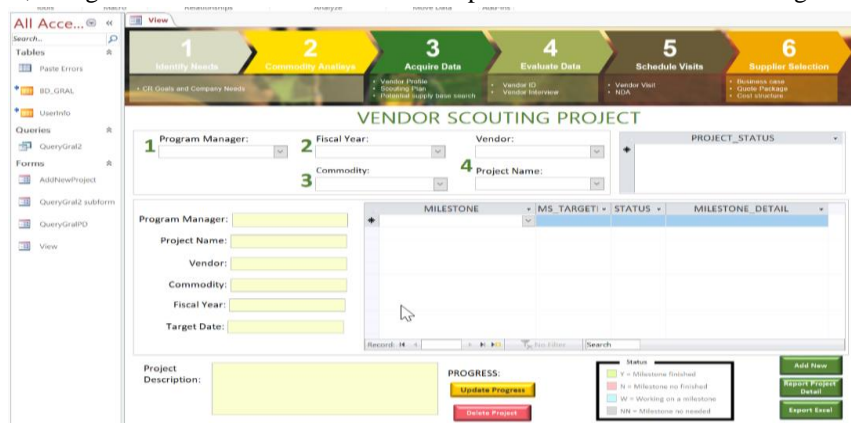 Relationships Analyze Move Data Add-Ins
All Acce...
Search...
Tables
Paste Errors
BD_GRAL
UserInfo
Queries
QueryGral2
Forms
AddNewProject
QueryGral2 subform
QueryGralPD
View
View
1
Identify Needs
CR Goals and Company Needs
2
Commodity Analisys
3
Acquire Data
Vendor Profile
Scouting Plan
Potential supply base search
4
Evaluate Data
Vendor ID
Vendor Interview
5
Schedule Visits
Vendor Visit
NDA
6
Supplier Selection
Business case
Quote Package
Cost structure
VENDOR SCOUTING PROJECT
1 Program Manager:
2 Fiscal Year:
Vendor:
3 Commodity:
4 Project Name:
PROJECT_STATUS
Program Manager:
Project Name:
Vendor:
Commodity:
Fiscal Year:
Target Date:
MILESTONE MS_TARGET STATUS MILESTONE_DETAIL
Record: No Filter Search
Project
Description:
PROGRESS:
Update Progress
Delete Project
Status
Y = Milestone finished
N = Milestone no finished
W = Working on a milestone
NN = Milestone no needed
Add New
Report Project
Detail
Export Excel